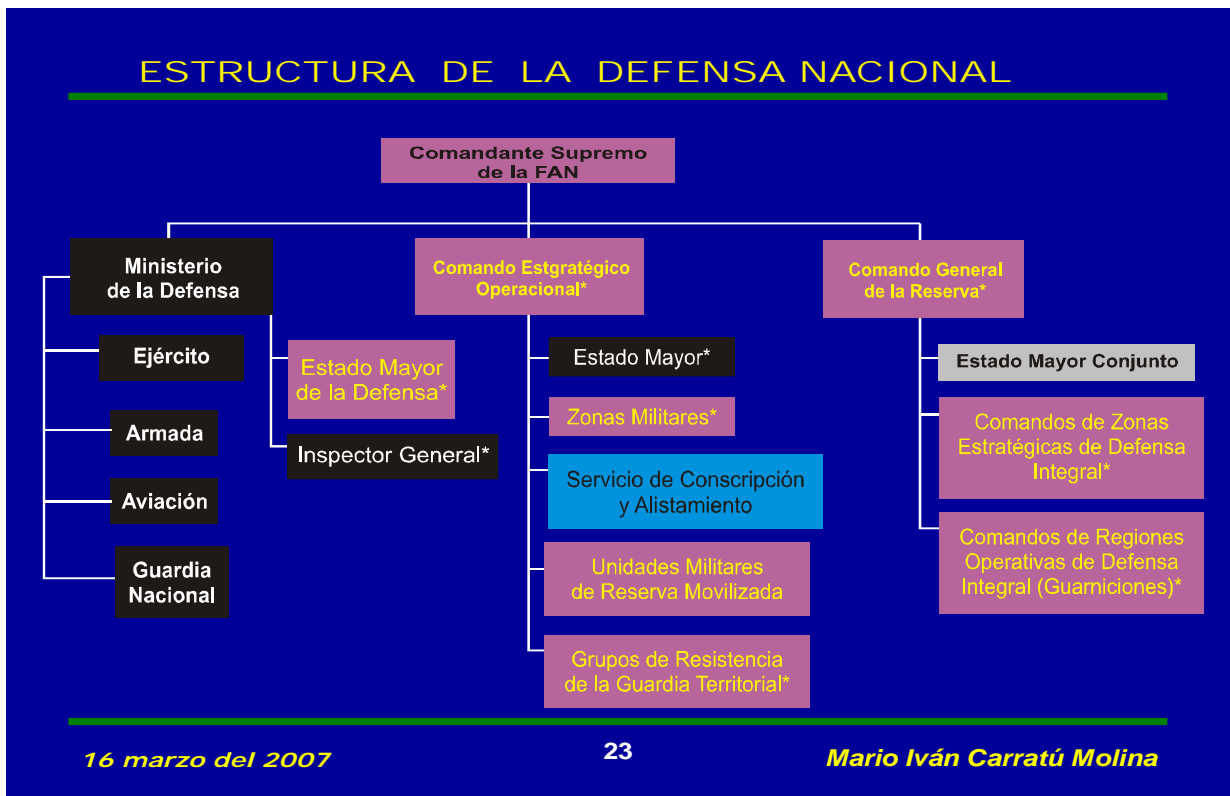 ESTRUCTURA DE LA DEFENSA NACIONAL
Comandante Supremo
de la FAN
Ministerio
de la Defensa
Ejército
Armada
Aviación
Guardia
Nacional
Estado Mayor
de la Defensa*
Inspector General*
Comando Estgratégico
Operacional*
Estado Mayor*
Zonas Militares*
Servicio de Conscripción
y Alistamiento
Unidades Militares
de Reserva Movilizada
Grupos de Resistencia
de la Guardia Territorial*
Comando General
de la Reserva*
Estado Mayor Conjunto
Comandos de Zonas
Estratégicas de Defensa
Integral*
Comandos de Regiones
Operativas de Defensa
Integral (Guarniciones)*
16 marzo del 2007
23
Mario Iván Carratú Molina